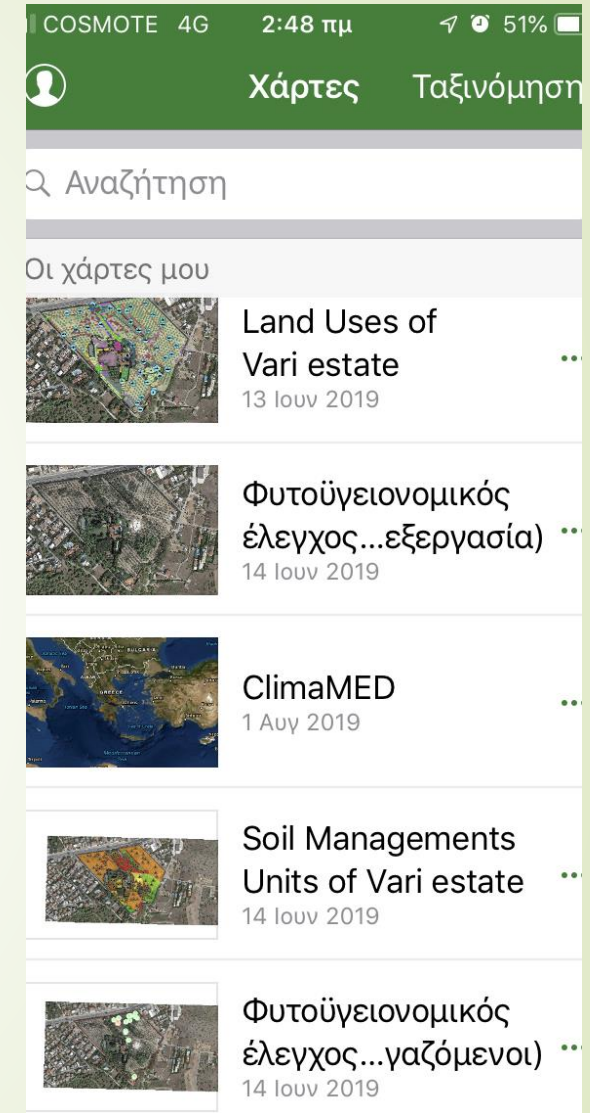 COSMOTE 4G 2:48 πμ 51%
Χάρτες Ταξινόμηση
Αναζήτηση
Οι χάρτες μου
Land Uses of
Vari estate
13 Ιουν 2019
Φυτοϋγειονομικός
έλεγχος...εξεργασία)
14 Ιουν 2019
BULGARIA
GREECE
ClimaMED
1 Αυγ 2019
Soil Managements
Units of Vari estate
14 Ιουν 2019
Φυτοϋγειονομικός
έλεγχος...γαζόμενοι)
14 Ιουν 2019